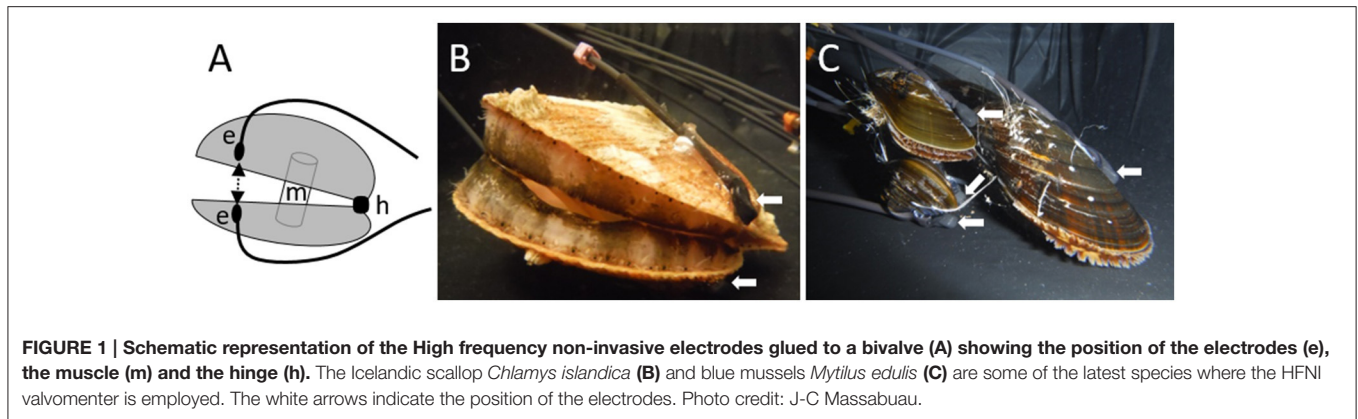 A
e
m
h
e
B
C
FIGURE 1 | Schematic representation of the High frequency non-invasive electrodes glued to a bivalve (A) showing the position of the electrodes (e),
the muscle (m) and the hinge (h). The Icelandic scallop Chlamys islandica (B) and blue mussels Mytilus edulis (C) are some of the latest species where the HFNI
valvomenter is employed. The white arrows indicate the position of the electrodes. Photo credit: J-C Massabuau.